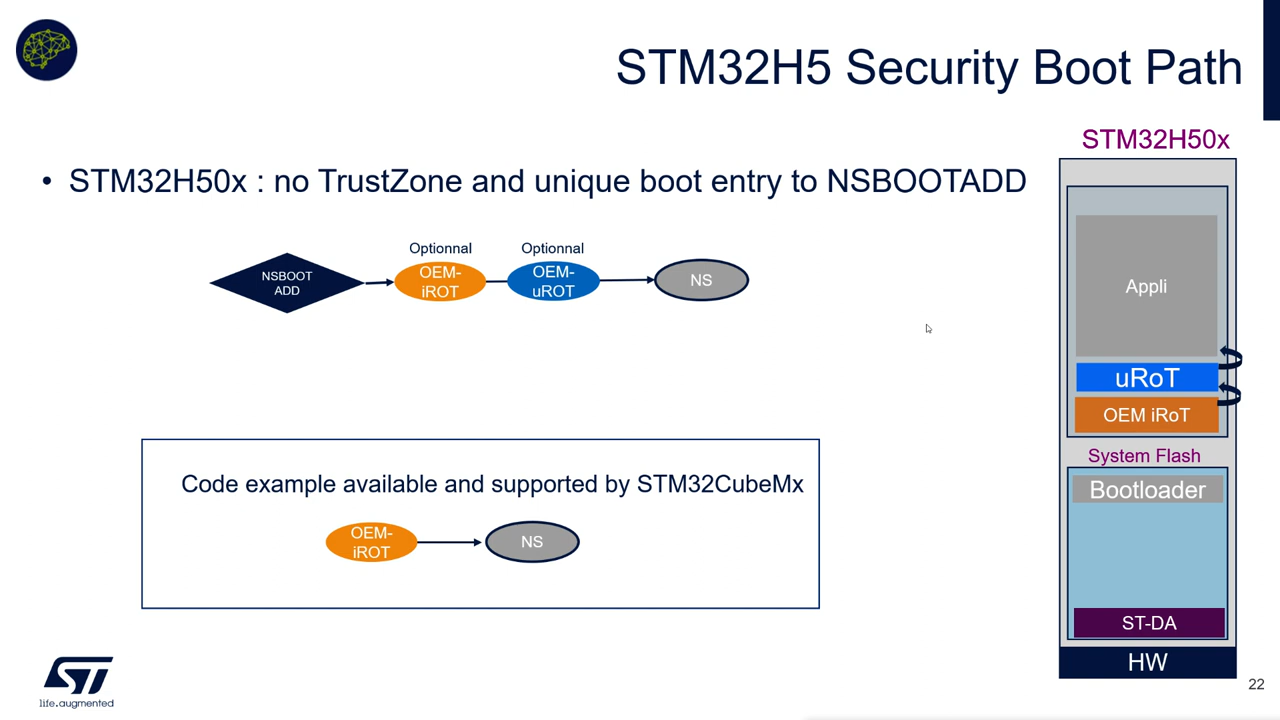 STM32H5 Security Boot Path
STM32H50x
• STM32H50x : no TrustZone and unique boot entry to NSBOOTADD
Optionnal
Optionnal
NSBOOT
ADD
OEM-
iROT
OEM-
uROT
NS
Appli
uRoT
OEM iRoT
System Flash
Bootloader
ST-DA
HW
Code example available and supported by STM32CubeMx
OEM-
iROT
NS
ST
life.augmented
22